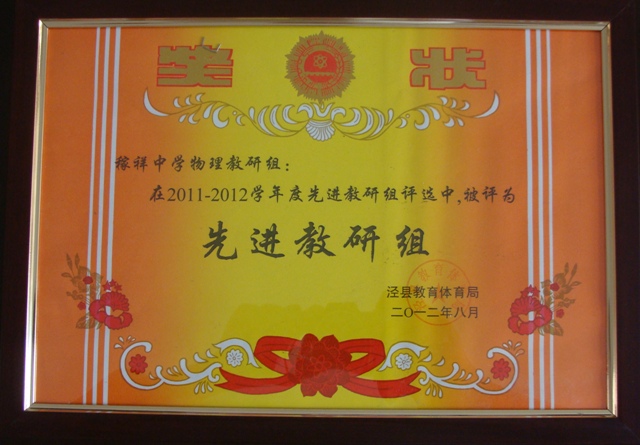 奖状
稼祥中学物理教研组：
在2011-2012学年度先进教研组评选中,被评为
先进教研组
泾县教育体育局
二〇一二年八月